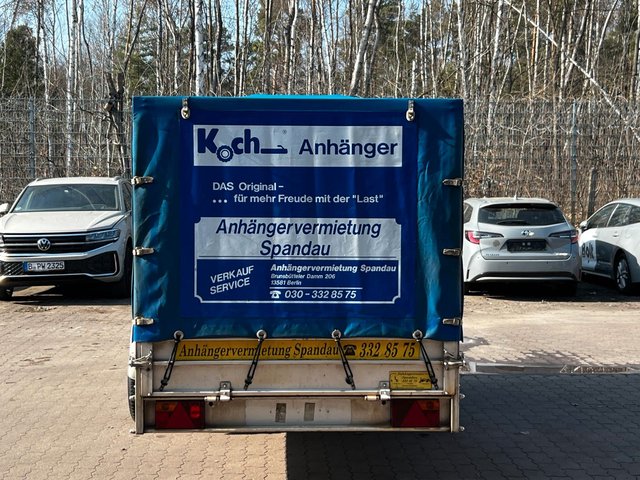 Koch® Anhänger
DAS Original-
... für mehr Freude mit der "Last"
Anhängervermietung
Spandau
VERKAUF
SERVICE
Anhängervermietung Spandau
Brunsbütteler Damm 206
13581 Berlin
☎ 030 - 332 85 75
Anhängervermietung Spandau ☎ 332 85 75
B PW 2325